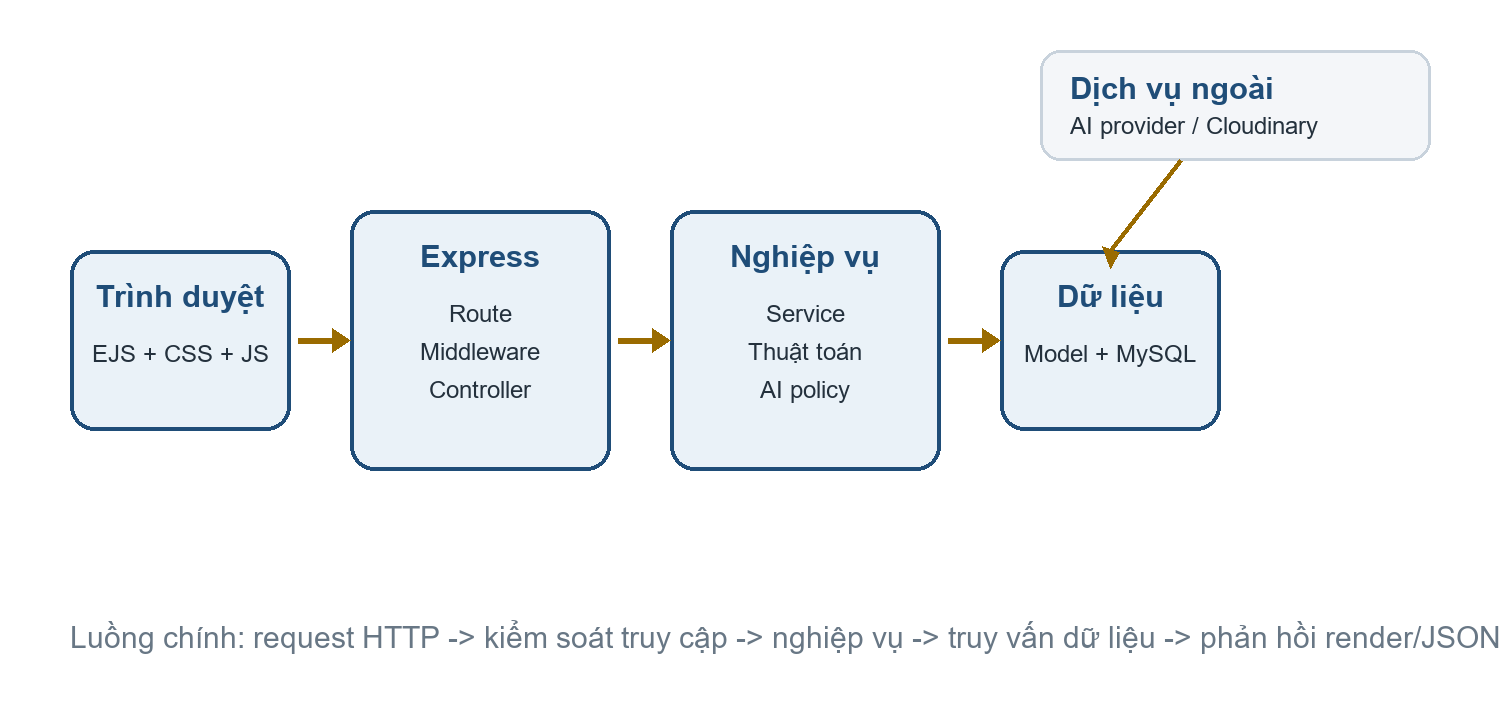 Dịch vụ ngoài
AI provider / Cloudinary
Trình duyệt
EJS + CSS + JS
Express
Route
Middleware
Controller
Nghiệp vụ
Service
Thuật toán
AI policy
Dữ liệu
Model + MySQL
Luồng chính: request HTTP -> kiểm soát truy cập -> nghiệp vụ -> truy vấn dữ liệu -> phản hồi render/JSON